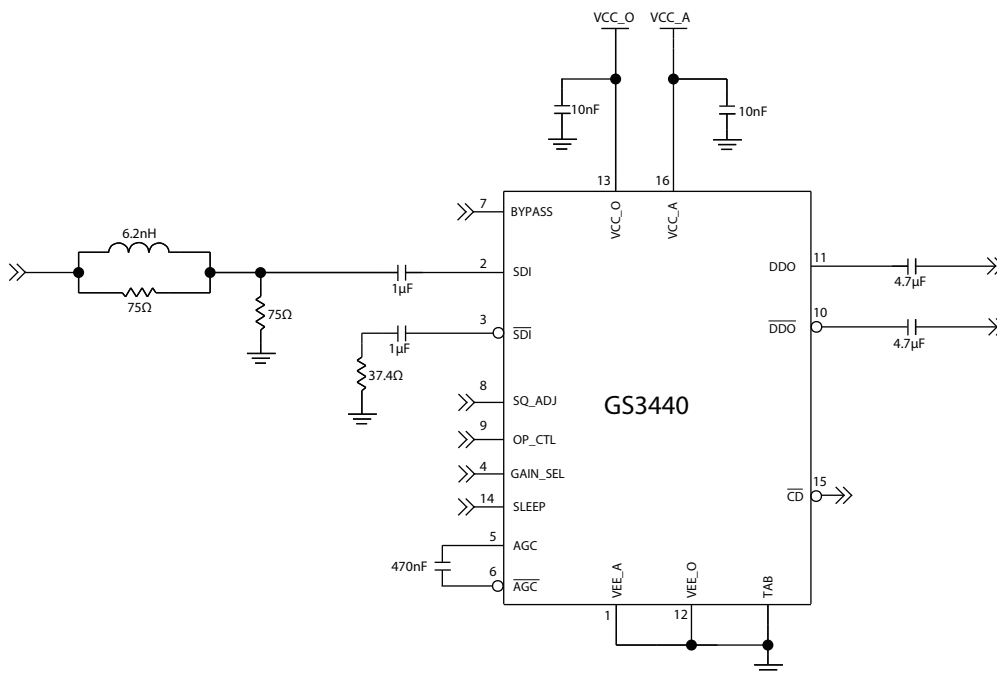 VCC_O VCC_A
10nF 10nF
13 16
VCC_O VCC_A
7 BYPASS
6.2nH
75Ω
75Ω
1µF
2 SDI
3 SDI
1µF
37.4Ω
8 SQ_ADJ
9 OP_CTL
4 GAIN_SEL
14 SLEEP
5 AGC
470nF
6 AGC
GS3440
DDO 11
4.7µF
DDO 10
4.7µF
CD 15
VEE_A VEE_O TAB
1 12